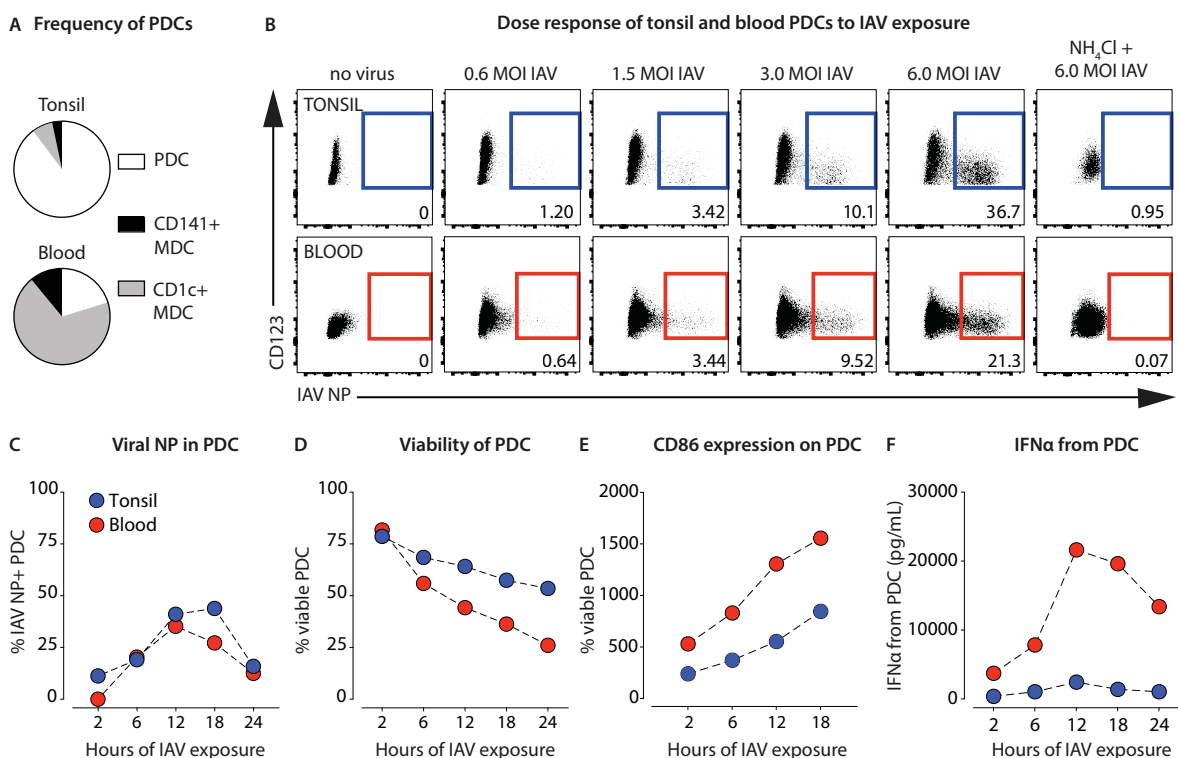 A Frequency of PDCs
Tonsil
PDC
CD141+
MDC
Blood
CD1c+
MDC
B Dose response of tonsil and blood PDCs to IAV exposure
no virus 0.6 MOI IAV 1.5 MOI IAV 3.0 MOI IAV 6.0 MOI IAV NH₄Cl +
6.0 MOI IAV
TONSIL
0 1.20 3.42 10.1 36.7 0.95
BLOOD
0 0.64 3.44 9.52 21.3 0.07
CD123
IAV NP
C Viral NP in PDC
100
75
50
25
0
% IAV NP+ PDC
Tonsil
Blood
2 6 12 18 24
Hours of IAV exposure
D Viability of PDC
100
75
50
25
0
% viable PDC
2 6 12 18 24
Hours of IAV exposure
E CD86 expression on PDC
2000
1500
1000
500
0
% viable PDC
2 6 12 18
Hours of IAV exposure
F IFNα from PDC
30000
20000
10000
0
IFNα from PDC (pg/mL)
2 6 12 18 24
Hours of IAV exposure